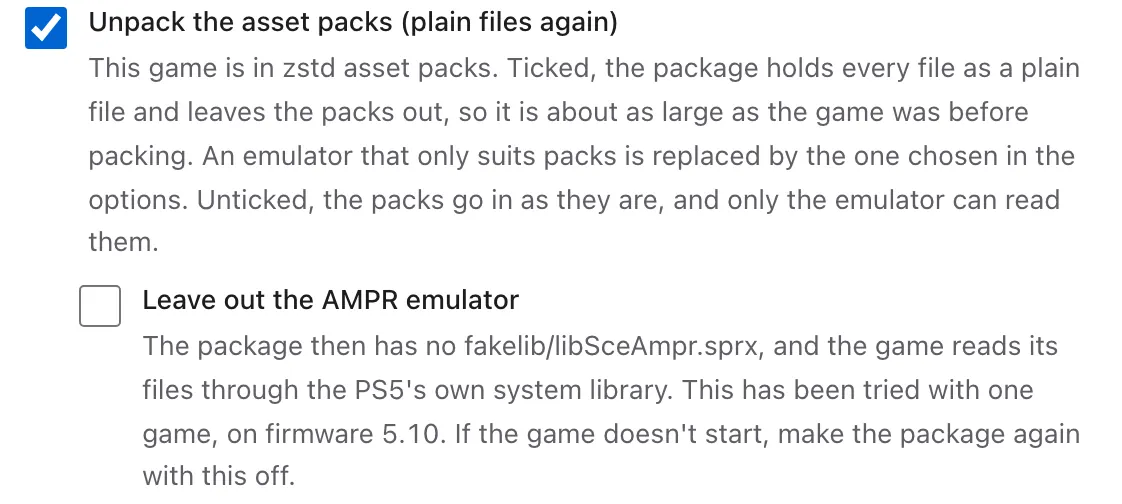 Unpack the asset packs (plain files again)
This game is in zstd asset packs. Ticked, the package holds every file as a plain
file and leaves the packs out, so it is about as large as the game was before
packing. An emulator that only suits packs is replaced by the one chosen in the
options. Unticked, the packs go in as they are, and only the emulator can read
them.
Leave out the AMPR emulator
The package then has no fakelib/libSceAmpr.sprx, and the game reads its
files through the PS5's own system library. This has been tried with one
game, on firmware 5.10. If the game doesn't start, make the package again
with this off.